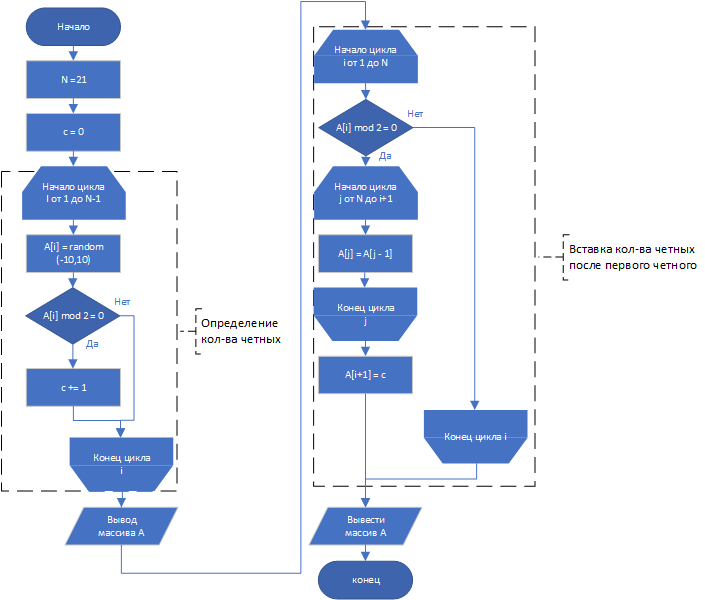 Начало
N =21
c = 0
Начало цикла
I от 1 до N-1
A[i] = random
(-10,10)
A[i] mod 2 = 0
Нет
Да
c += 1
Конец цикла
i
Определение
кол-ва четных
Вывод
массива А
Начало цикла
i от 1 до N
A[i] mod 2 = 0
Нет
Да
Начало цикла
j от N до i+1
A[j] = A[j - 1]
Конец цикла
j
A[i+1] = c
Конец цикла i
Вставка кол-ва четных
после первого четного
Вывести
массив А
конец